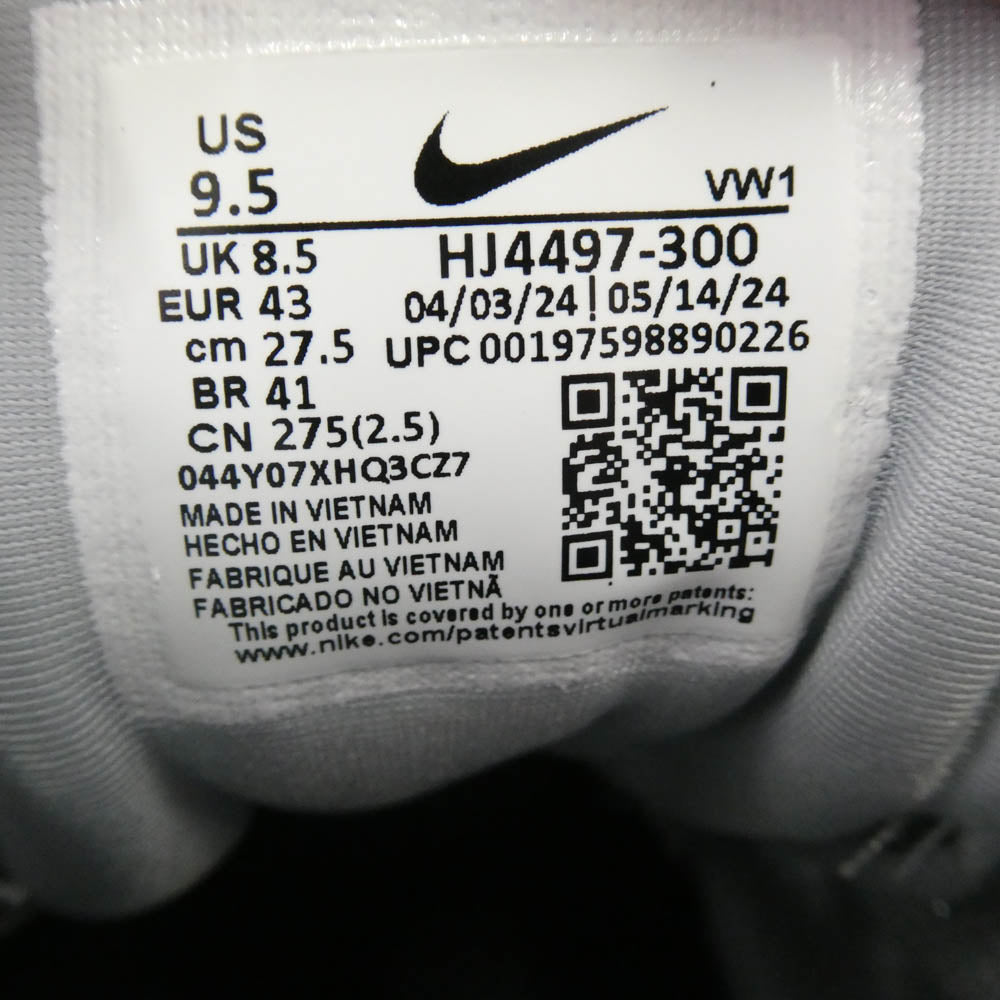 US
9.5
VW1
UK 8.5
HJ4497-300
EUR 43
04/03/24 | 05/14/24
cm 27.5
UPC 00197598890226
BR 41
CN 275(2.5)
044Y07XHQ3CZ7
MADE IN VIETNAM
HECHO EN VIETNAM
FABRIQUE AU VIETNAM
FABRICADO NO VIETNÃ
This product is covered by one or more patents:
www.nike.com/patentsvirtualmarking